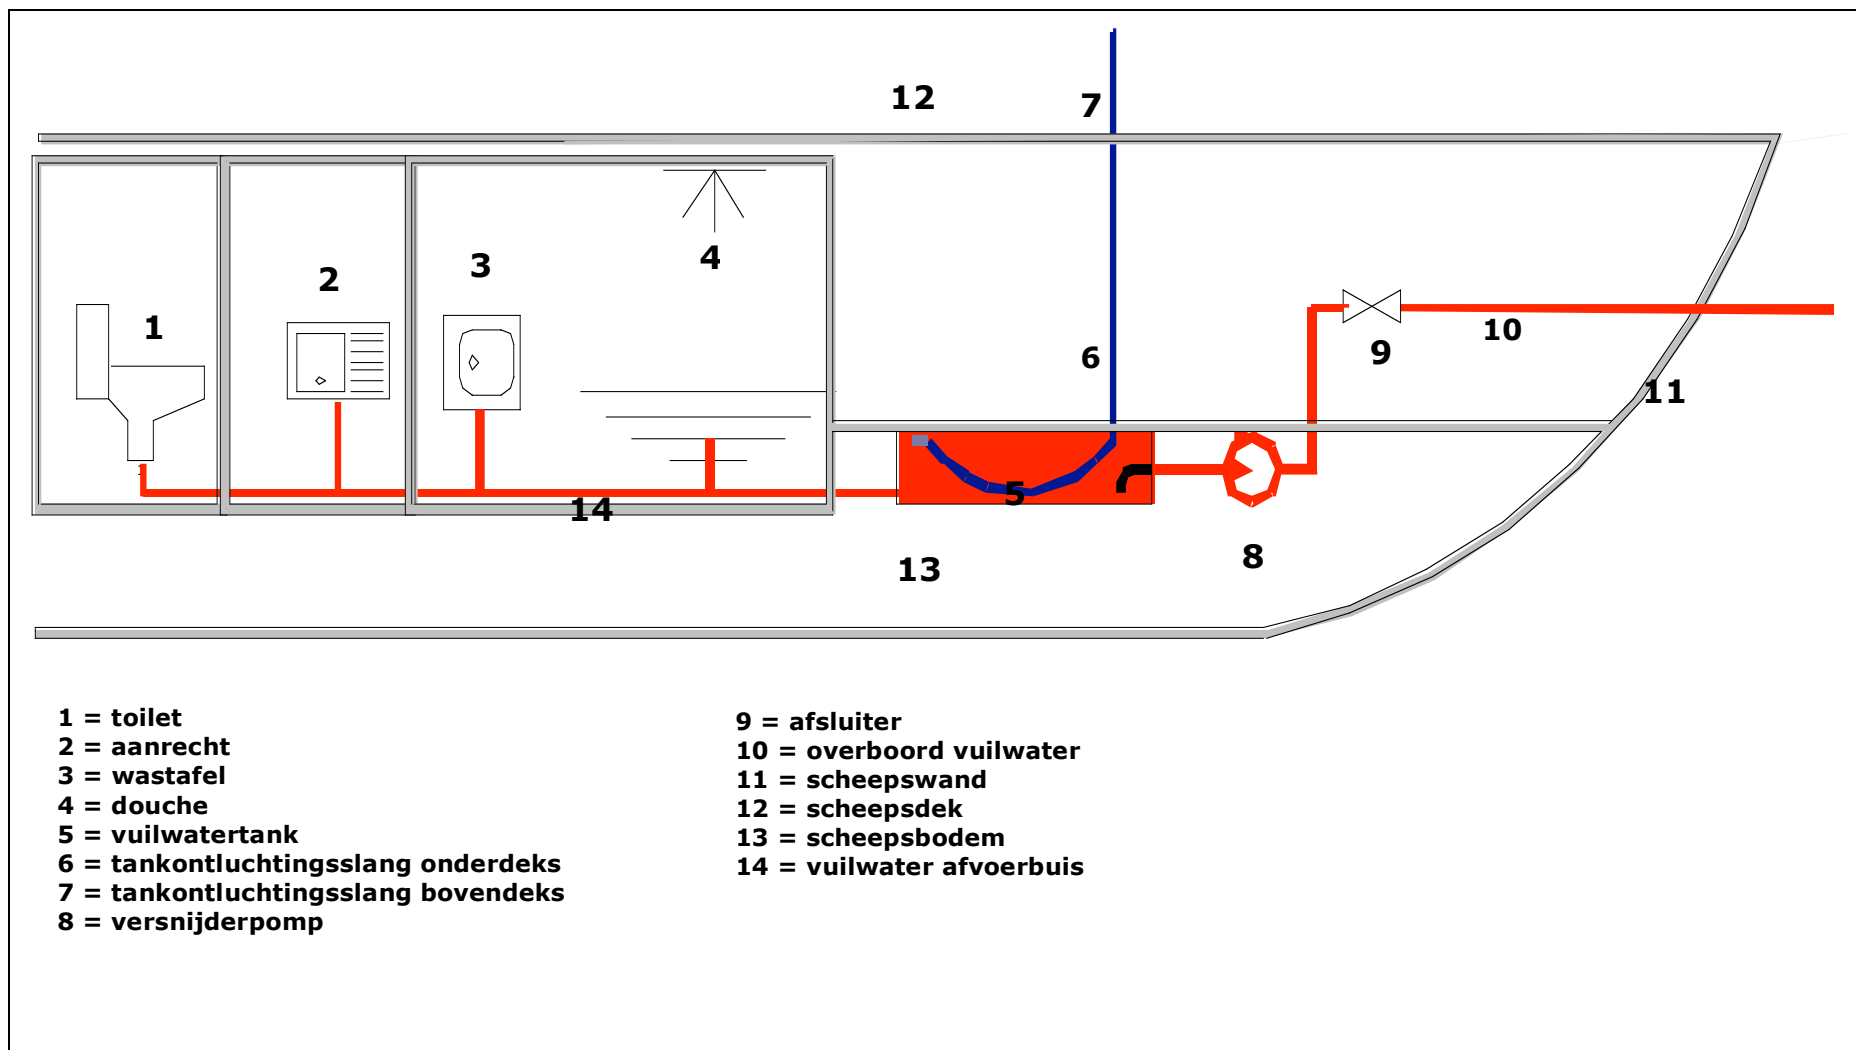 12
7
4
3
2
1
10
9
6
11
5
14
8
13
1 = toilet
2 = aanrecht
3 = wastafel
4 = douche
5 = vuilwatertank
6 = tankontluchtingsslang onderdeks
7 = tankontluchtingsslang bovendeks
8 = versnijderpomp
9 = afsluiter
10 = overboord vuilwater
11 = scheepswand
12 = scheepsdek
13 = scheepsbodem
14 = vuilwater afvoerbuis